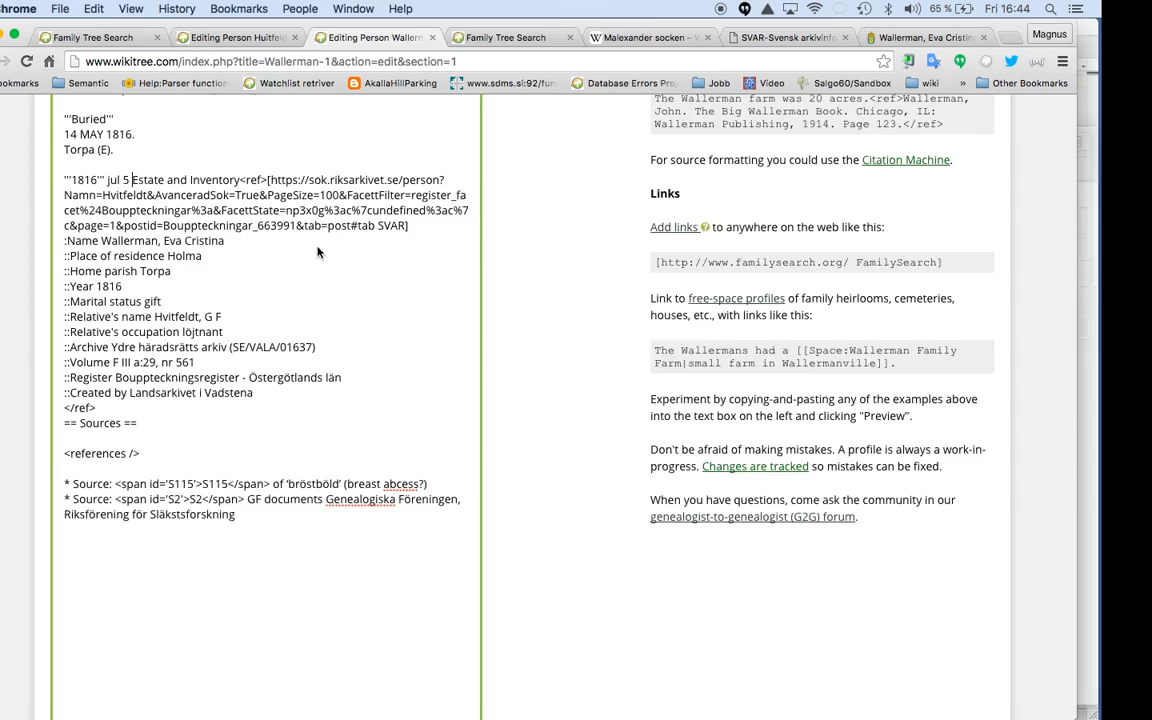 Chrome File Edit View History Bookmarks People Window Help 65 % Fri 16:44
Family Tree Search × Editing Person Huitfeld × Editing Person Wallerm × Family Tree Search × Malexander socken – W × SVAR-Svensk arkivinfo × Wallerman, Eva Cristin × Magnus
www.wikitree.com/index.php?title=Wallerman-1&action=edit&section=1
ookmarks Semantic Help:Parser function Watchlist retriver AkallaHillParking www.sdms.si:92/fun Database Errors Proj Jobb Video Saigo60/Sandbox wiki » Other Bookmarks
'''Buried'''
14 MAY 1816.
Torpa (E).
'''1816''' jul 5 Estate and Inventory<ref>[https://sok.riksarkivet.se/person?
Namn=Hvitfeldt&AvanceradSok=True&PageSize=100&FacettFilter=register_fa
cet%24Bouppteckningar%3a&FacettState=np3x0g%3ac%7cundefined%3ac%7
c&page=1&postid=Bouppteckningar_663991&tab=post#tab SVAR]
:Name Wallerman, Eva Cristina
::Place of residence Holma
::Home parish Torpa
::Year 1816
::Marital status gift
::Relative's name Hvitfeldt, G F
::Relative's occupation löjtnant
::Archive Ydre häradsrätts arkiv (SE/VALA/01637)
::Volume F III a:29, nr 561
::Register Bouppteckningsregister - Östergötlands län
::Created by Landsarkivet i Vadstena
</ref>
== Sources ==
<references />
* Source: <span id='S115'>S115</span> of ‘bröstböld’ (breast abcess?)
* Source: <span id='S2'>S2</span> GF documents Genealogiska Föreningen,
Riksförening för Släkstsforskning
The Wallerman farm was 20 acres.<ref>Wallerman,
John. The Big Wallerman Book. Chicago, IL:
Wallerman Publishing, 1914. Page 123.</ref>
For source formatting you could use the Citation Machine.
Links
Add links ? to anywhere on the web like this:
[http://www.familysearch.org/ FamilySearch]
Link to free-space profiles of family heirlooms, cemeteries,
houses, etc., with links like this:
The Wallermans had a [[Space:Wallerman Family
Farm|small farm in Wallermanville]].
Experiment by copying-and-pasting any of the examples above
into the text box on the left and clicking "Preview".
Don't be afraid of making mistakes. A profile is always a work-in-
progress. Changes are tracked so mistakes can be fixed.
When you have questions, come ask the community in our
genealogist-to-genealogist (G2G) forum.